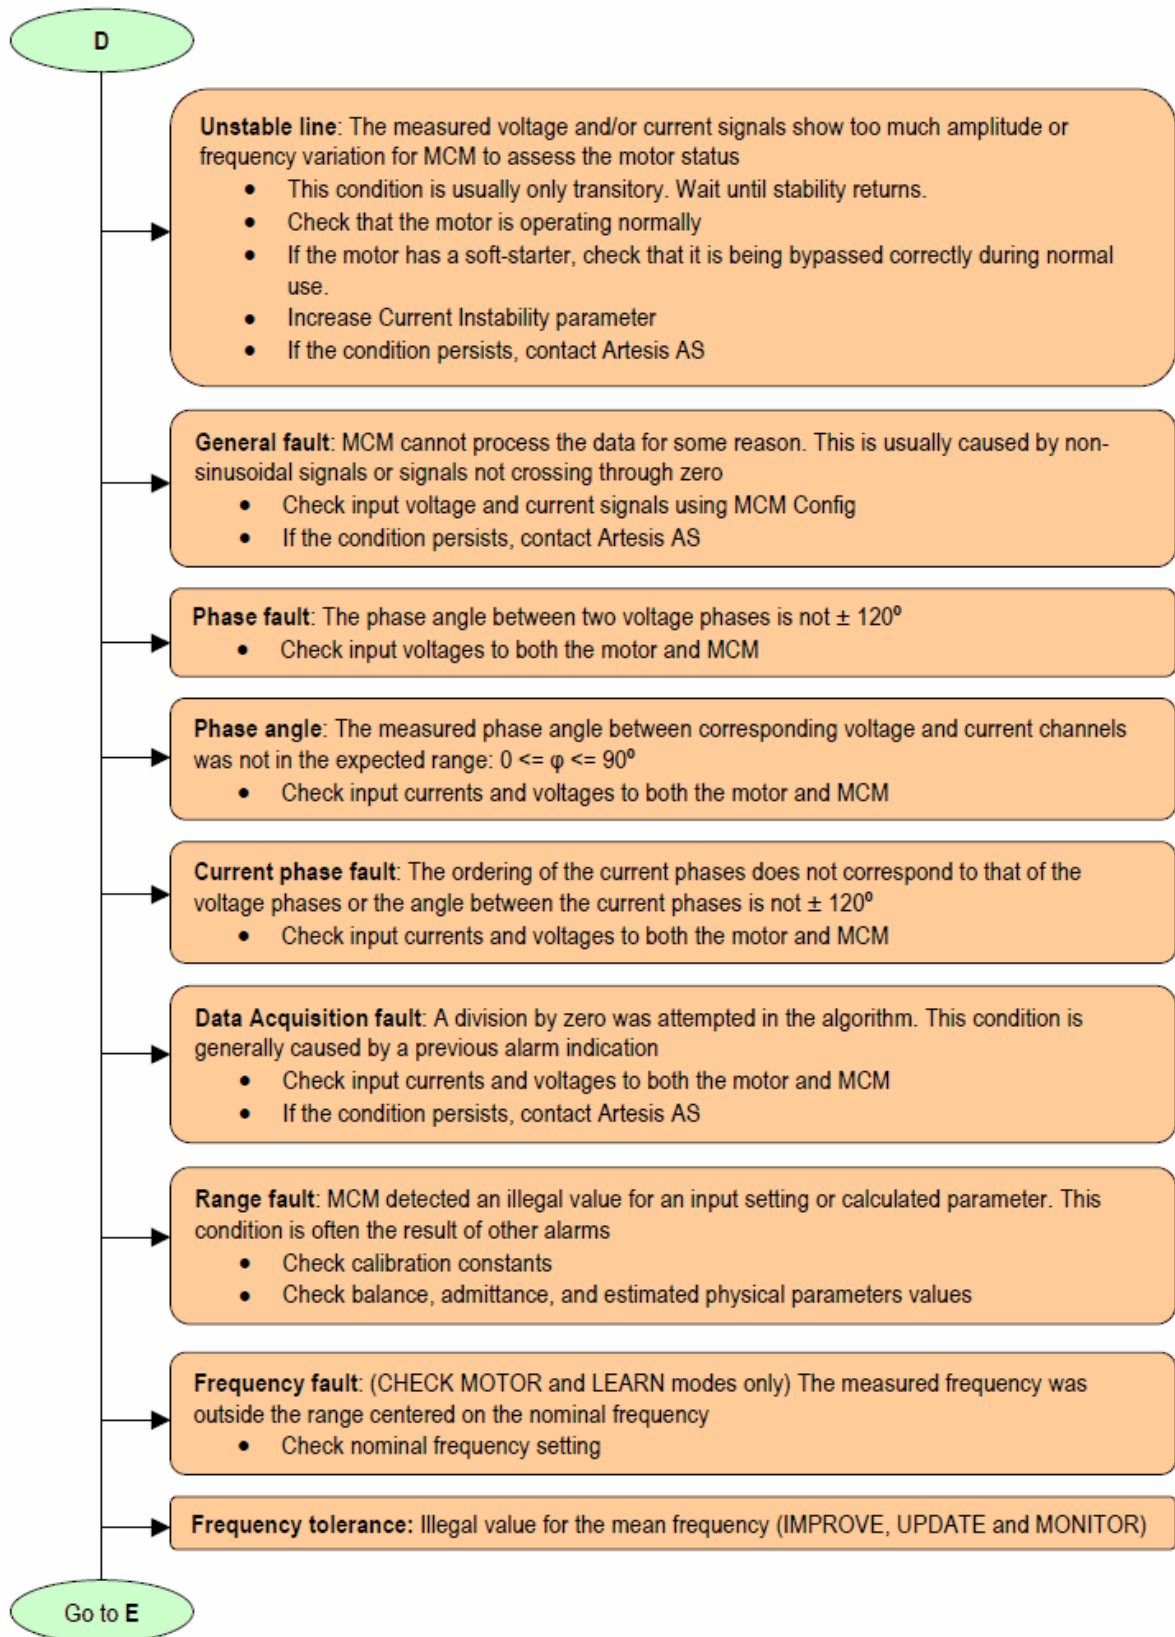 D
Unstable line: The measured voltage and/or current signals show too much amplitude or
frequency variation for MCM to assess the motor status
• This condition is usually only transitory. Wait until stability returns.
• Check that the motor is operating normally
• If the motor has a soft-starter, check that it is being bypassed correctly during normal
use.
• Increase Current Instability parameter
• If the condition persists, contact Artesis AS
General fault: MCM cannot process the data for some reason. This is usually caused by non-
sinusoidal signals or signals not crossing through zero
• Check input voltage and current signals using MCM Config
• If the condition persists, contact Artesis AS
Phase fault: The phase angle between two voltage phases is not ± 120º
• Check input voltages to both the motor and MCM
Phase angle: The measured phase angle between corresponding voltage and current channels
was not in the expected range: 0 <= φ <= 90º
• Check input currents and voltages to both the motor and MCM
Current phase fault: The ordering of the current phases does not correspond to that of the
voltage phases or the angle between the current phases is not ± 120º
• Check input currents and voltages to both the motor and MCM
Data Acquisition fault: A division by zero was attempted in the algorithm. This condition is
generally caused by a previous alarm indication
• Check input currents and voltages to both the motor and MCM
• If the condition persists, contact Artesis AS
Range fault: MCM detected an illegal value for an input setting or calculated parameter. This
condition is often the result of other alarms
• Check calibration constants
• Check balance, admittance, and estimated physical parameters values
Frequency fault: (CHECK MOTOR and LEARN modes only) The measured frequency was
outside the range centered on the nominal frequency
• Check nominal frequency setting
Frequency tolerance: Illegal value for the mean frequency (IMPROVE, UPDATE and MONITOR)
Go to E